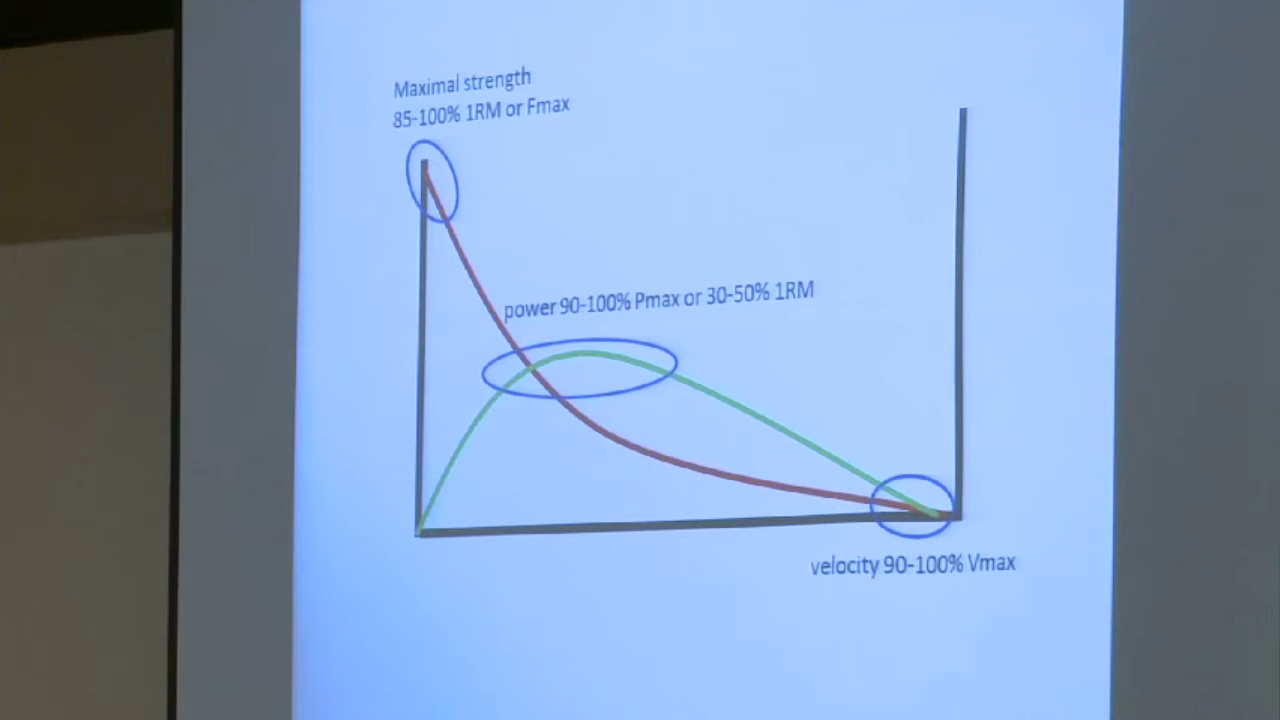 Maximal strength
85-100% 1RM or Fmax
power 90-100% Pmax or 30-50% 1RM
velocity 90-100% Vmax